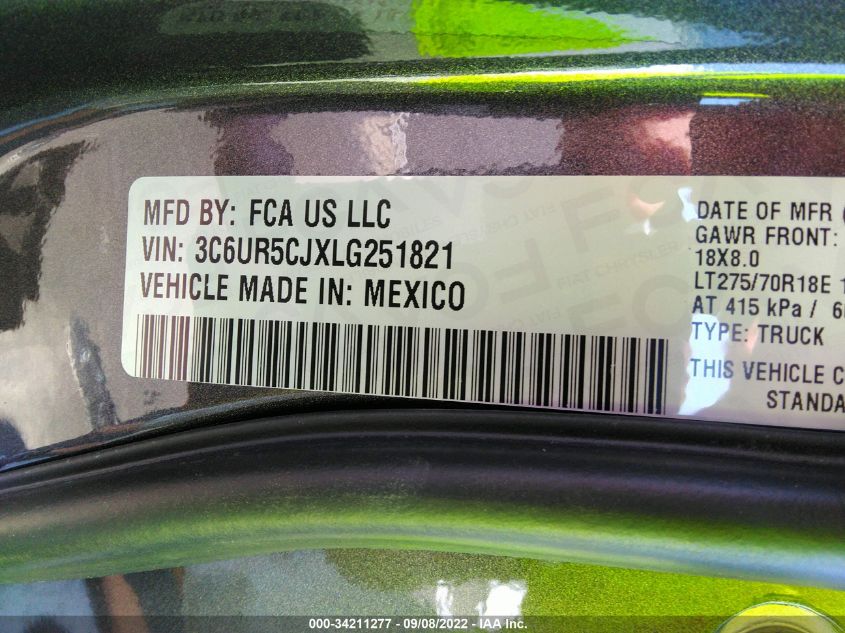 MFD BY: FCA US LLC
VIN: 3C6UR5CJXLG251821
VEHICLE MADE IN: MEXICO
DATE OF MFR
GAWR FRONT:
18X8.0
LT275/70R18E
AT 415 kPa /
TYPE: TRUCK
THIS VEHICLE
000-34211277 - 09/08/2022 - IAA Inc.